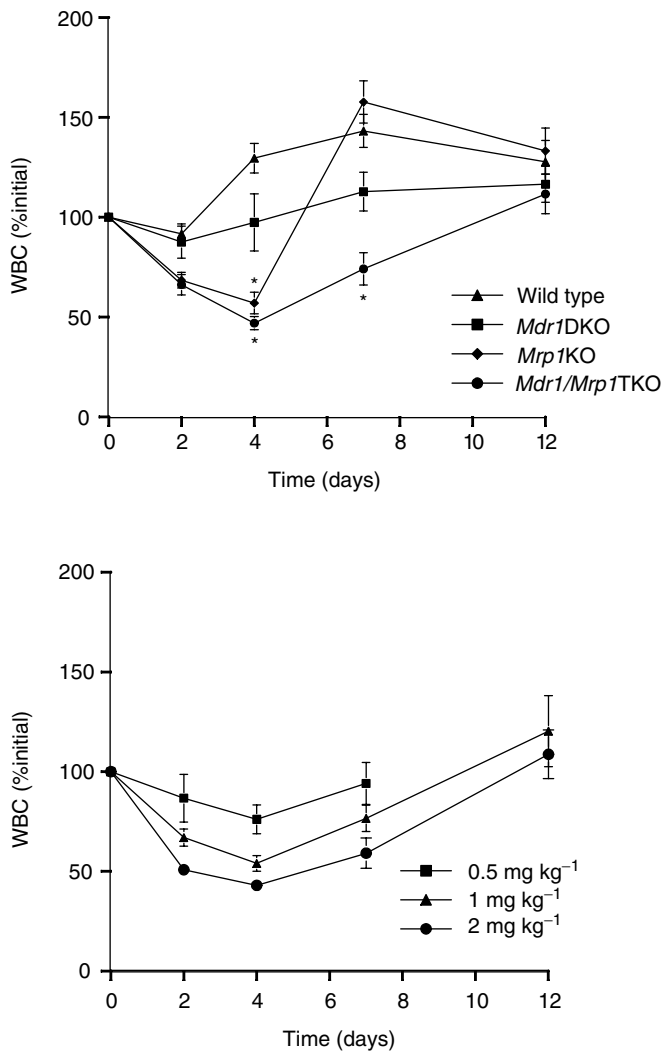 200
150
100
50
0
WBC (%initial)
*
*
*
Wild type
Mdr1DKO
Mrp1KO
Mdr1/Mrp1TKO
0 2 4 6 8 10 12
Time (days)
200
150
100
50
0
WBC (%initial)
0.5 mg kg⁻¹
1 mg kg⁻¹
2 mg kg⁻¹
0 2 4 6 8 10 12
Time (days)